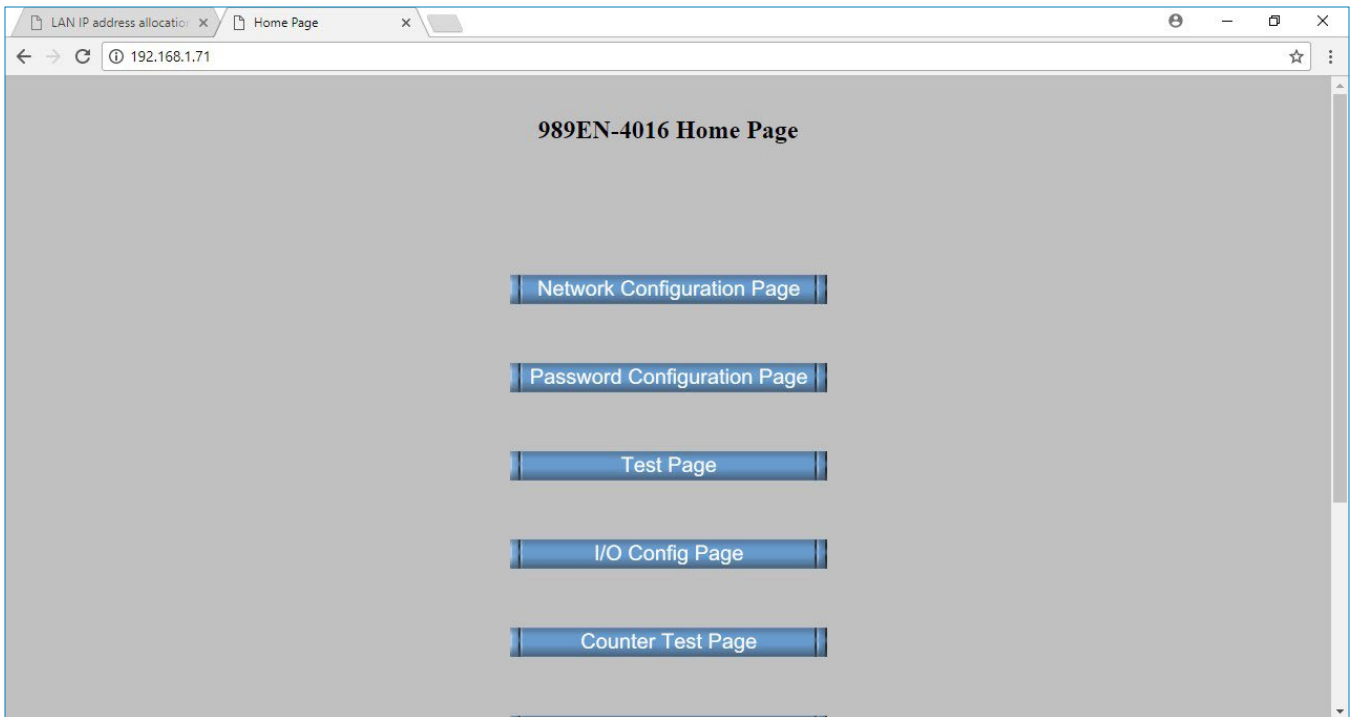 LAN IP address allocatio
Home Page
192.168.1.71
989EN-4016 Home Page
Network Configuration Page
Password Configuration Page
Test Page
I/O Config Page
Counter Test Page